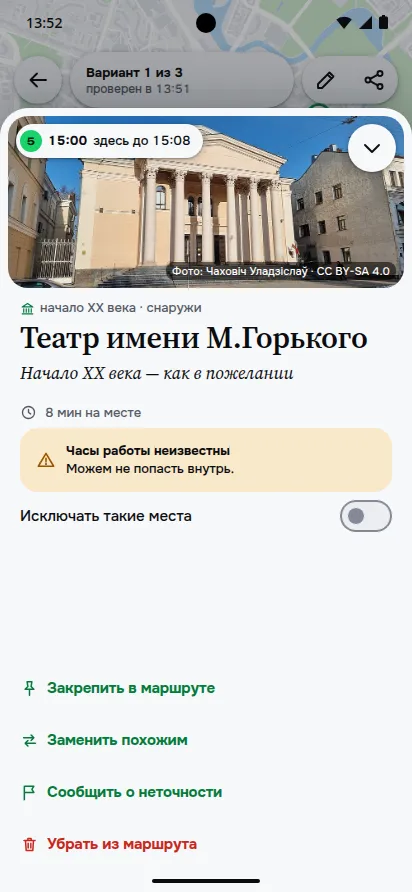 13:52
Вариант 1 из 3
проверен в 13:51
5 15:00 здесь до 15:08
Фото: Чаховіч Уладзіслаў · CC BY-SA 4.0
начало XX века · снаружи
Театр имени М.Горького
Начало XX века — как в пожелании
8 мин на месте
Часы работы неизвестны
Можем не попасть внутрь.
Исключать такие места
Закрепить в маршруте
Заменить похожим
Сообщить о неточности
Убрать из маршрута